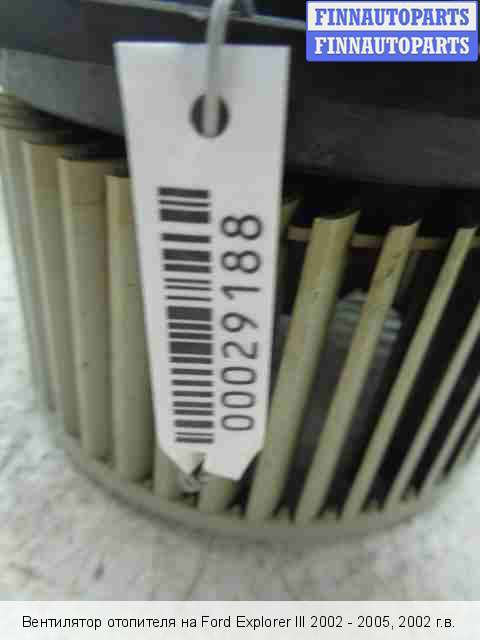 FINNAUTOPARTS
FINNAUTOPARTS
00029188
Вентилятор отопителя на Ford Explorer III 2002 - 2005, 2002 г.в.